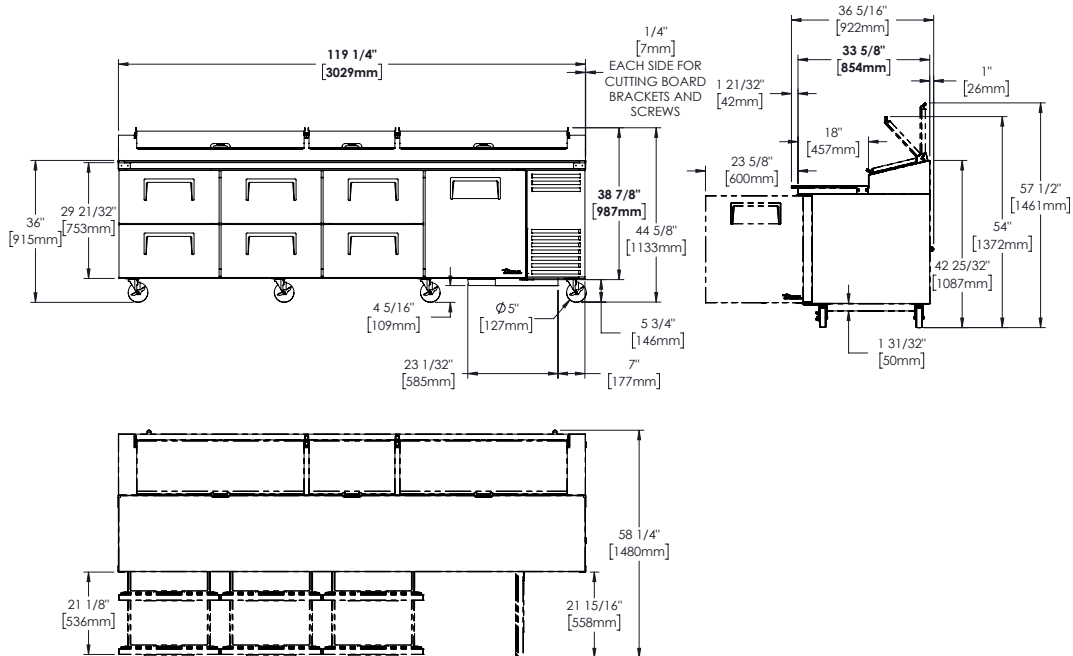 119 1/4"
[3029mm]
1/4"
[7mm]
EACH SIDE FOR
CUTTING BOARD
BRACKETS AND
SCREWS
36"
[915mm]
29 21/32"
[753mm]
38 7/8"
[987mm]
44 5/8"
[1133mm]
4 5/16"
[109mm]
Ø 5"
[127mm]
5 3/4"
[146mm]
23 1/32"
[585mm]
7"
[177mm]
36 5/16"
[922mm]
33 5/8"
[854mm]
1 21/32"
[42mm]
1"
[26mm]
18"
[457mm]
23 5/8"
[600mm]
57 1/2"
[1461mm]
54"
[1372mm]
42 25/32"
[1087mm]
1 31/32"
[50mm]
58 1/4"
[1480mm]
21 1/8"
[536mm]
21 15/16"
[558mm]